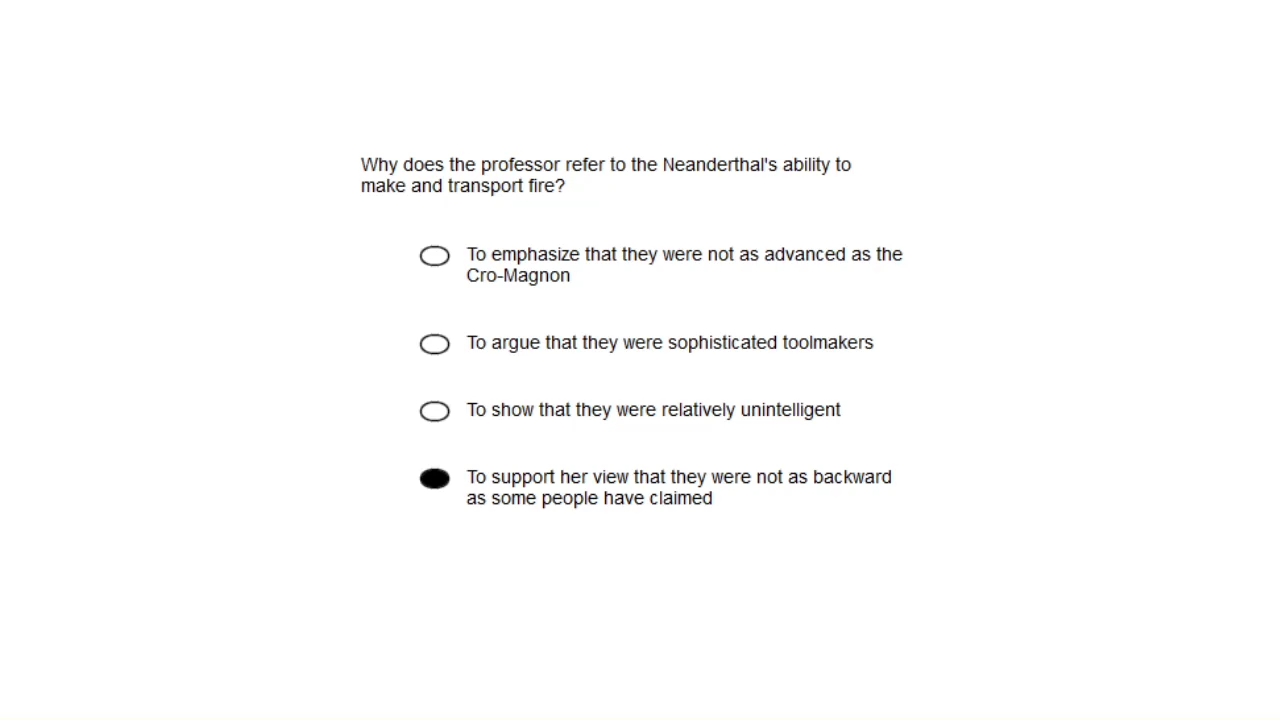 Why does the professor refer to the Neanderthal's ability to
make and transport fire?
To emphasize that they were not as advanced as the
Cro-Magnon
To argue that they were sophisticated toolmakers
To show that they were relatively unintelligent
To support her view that they were not as backward
as some people have claimed